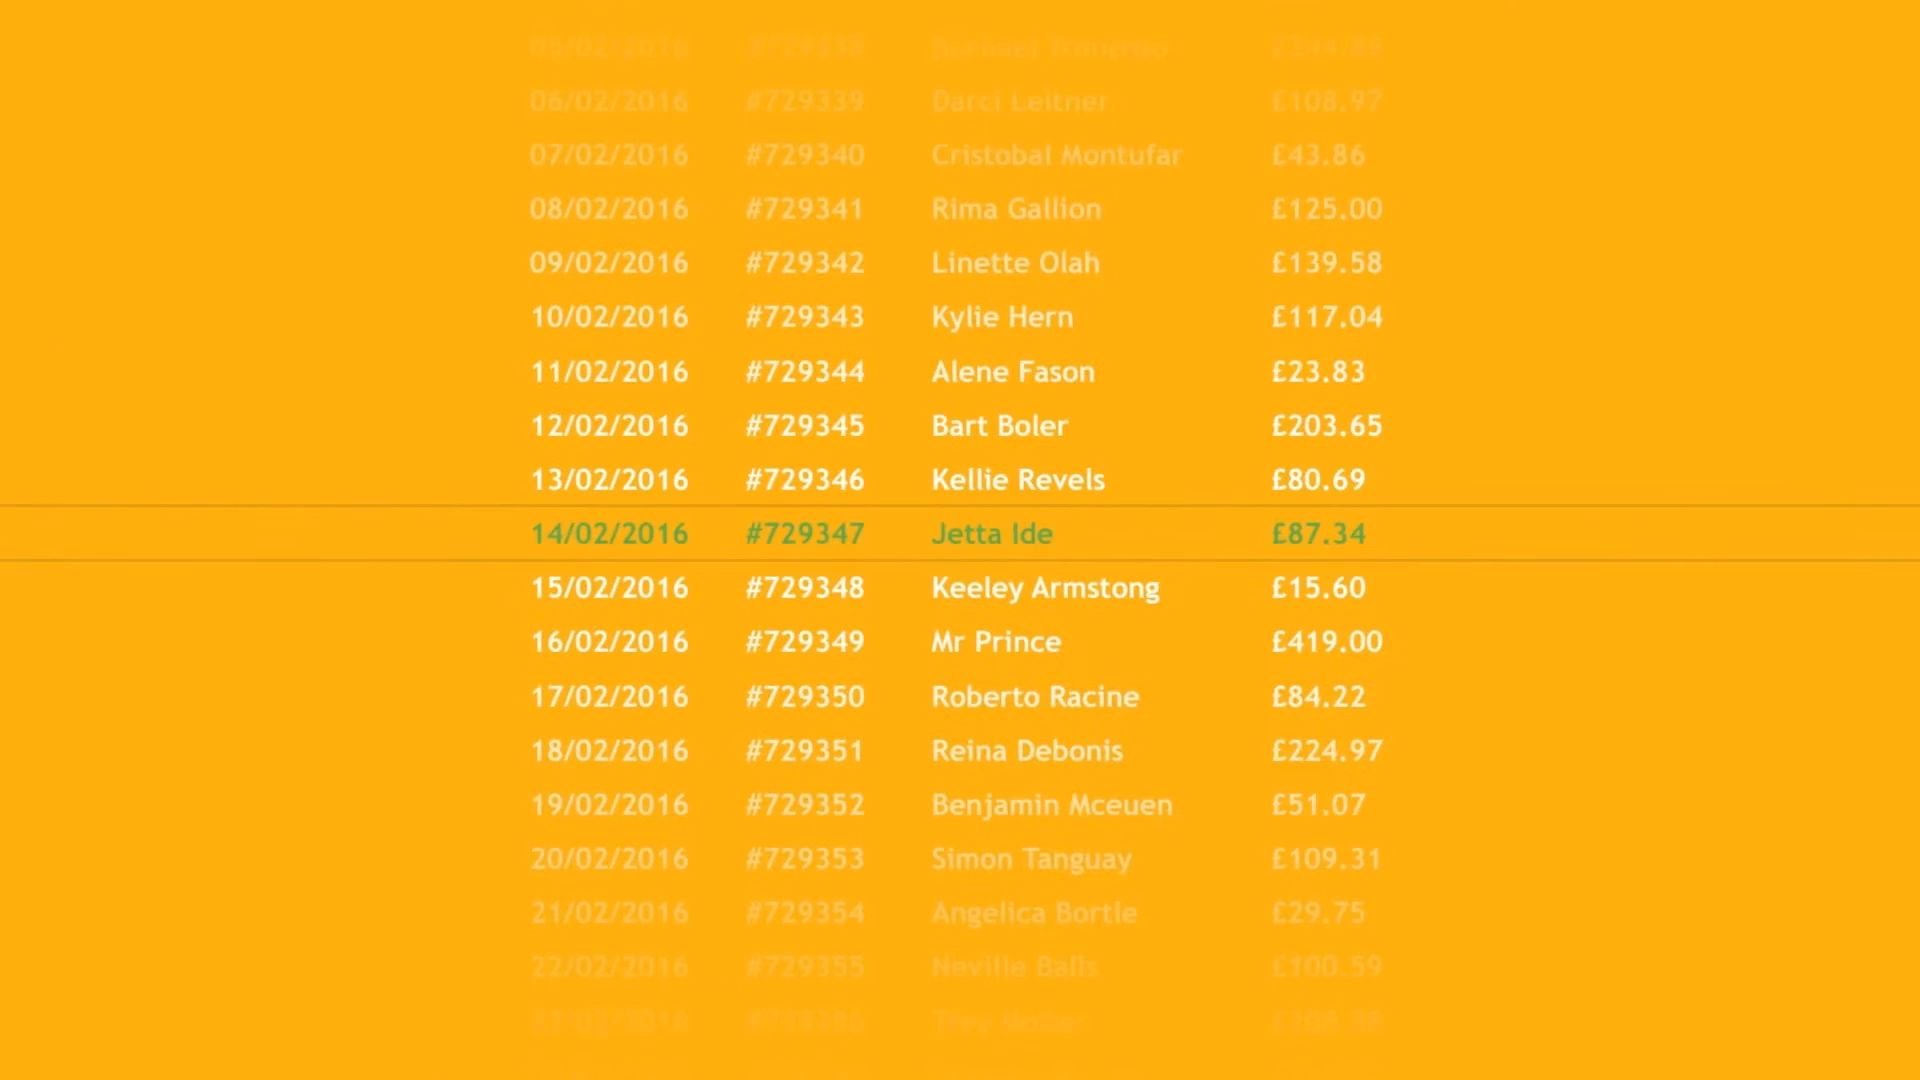 06/02/2016 #729339 Darci Leitner £108.97
07/02/2016 #729340 Cristobal Montufar £43.86
08/02/2016 #729341 Rima Gallion £125.00
09/02/2016 #729342 Linette Olah £139.58
10/02/2016 #729343 Kylie Hern £117.04
11/02/2016 #729344 Alene Fason £23.83
12/02/2016 #729345 Bart Boler £203.65
13/02/2016 #729346 Kellie Revels £80.69
14/02/2016 #729347 Jetta Ide £87.34
15/02/2016 #729348 Keeley Armstong £15.60
16/02/2016 #729349 Mr Prince £419.00
17/02/2016 #729350 Roberto Racine £84.22
18/02/2016 #729351 Reina Debonis £224.97
19/02/2016 #729352 Benjamin Mceuen £51.07
20/02/2016 #729353 Simon Tanguay £109.31
21/02/2016 #729354 Angelica Bortle £29.75
22/02/2016 #729355 Neville Balls £100.59